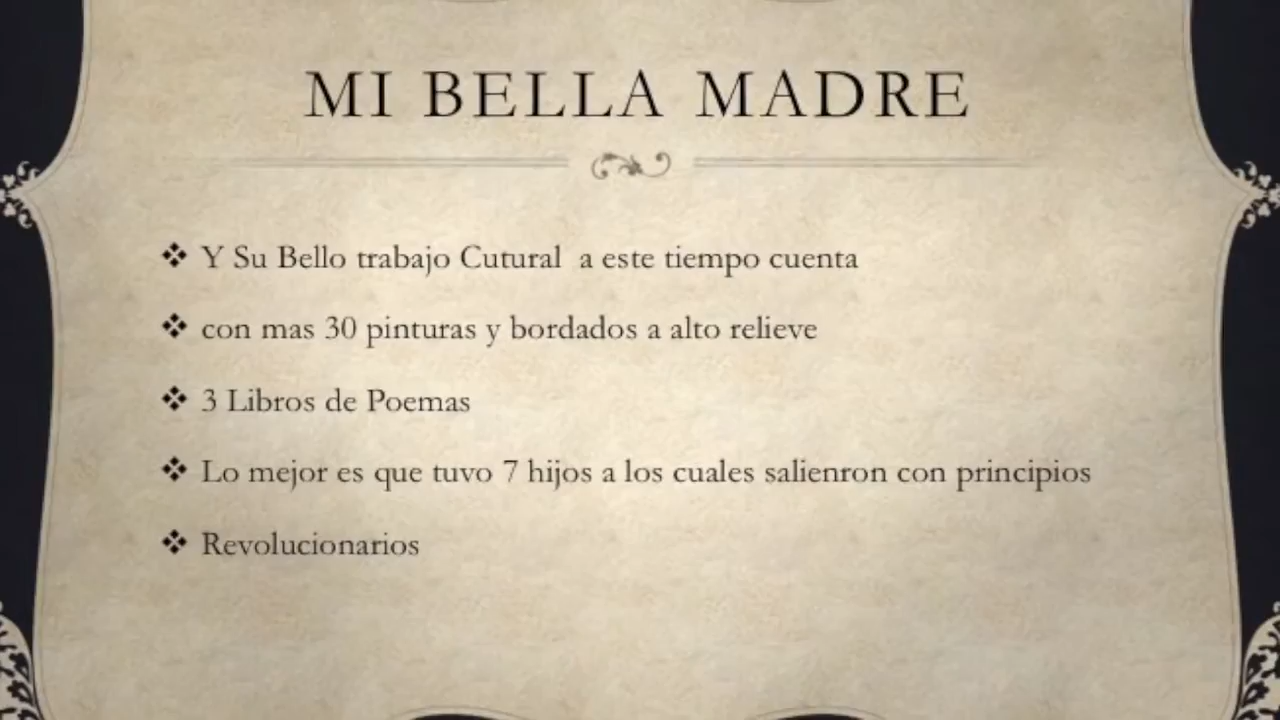 MI BELLA MADRE
❖ Y Su Bello trabajo Cutural a este tiempo cuenta
❖ con mas 30 pinturas y bordados a alto relieve
❖ 3 Libros de Poemas
❖ Lo mejor es que tuvo 7 hijos a los cuales salienron con principios
❖ Revolucionarios